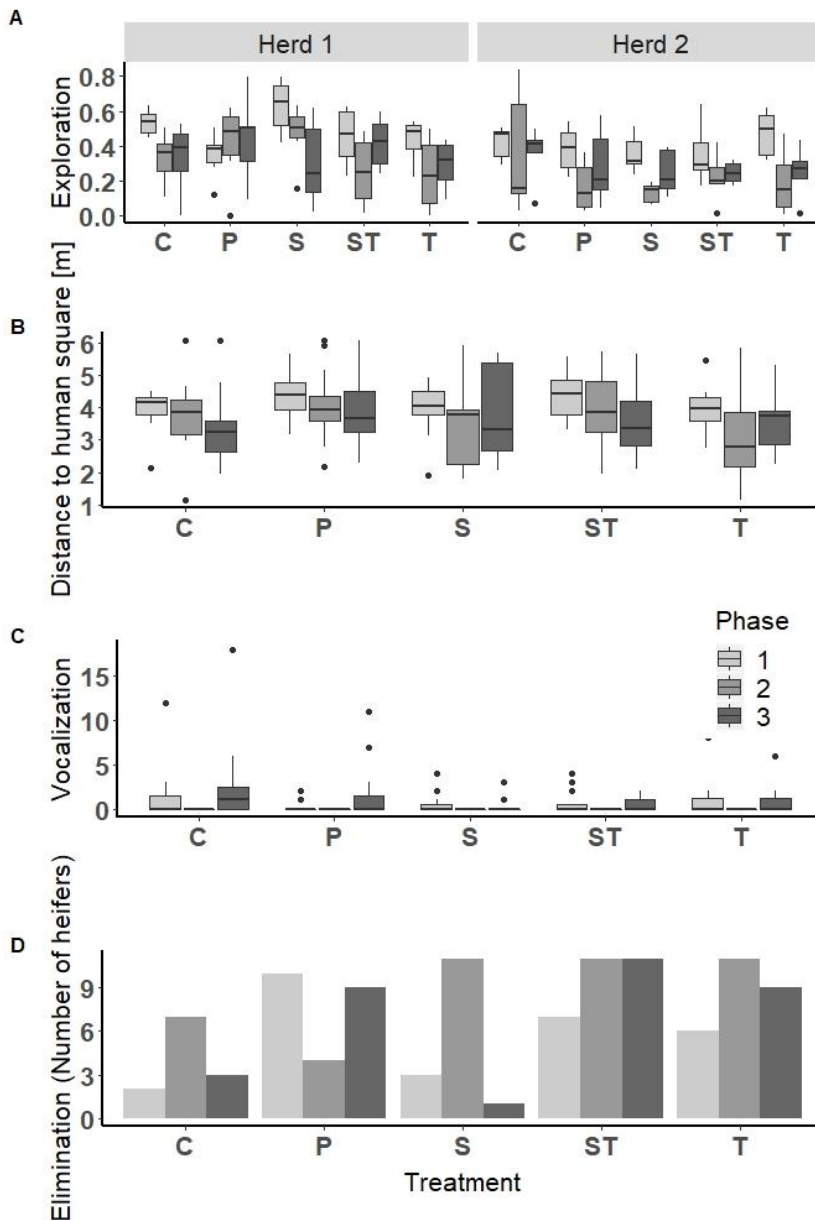 A
Herd 1
Herd 2
Exploration
0.8
0.6
0.4
0.2
0.0
C P S ST T
C P S ST T
B
Distance to human square [m]
6
5
4
3
2
1
C P S ST T
C
Vocalization
15
10
5
0
Phase
1
2
3
C P S ST T
D
Elimination (Number of heifers)
9
6
3
0
C P S ST T
Treatment